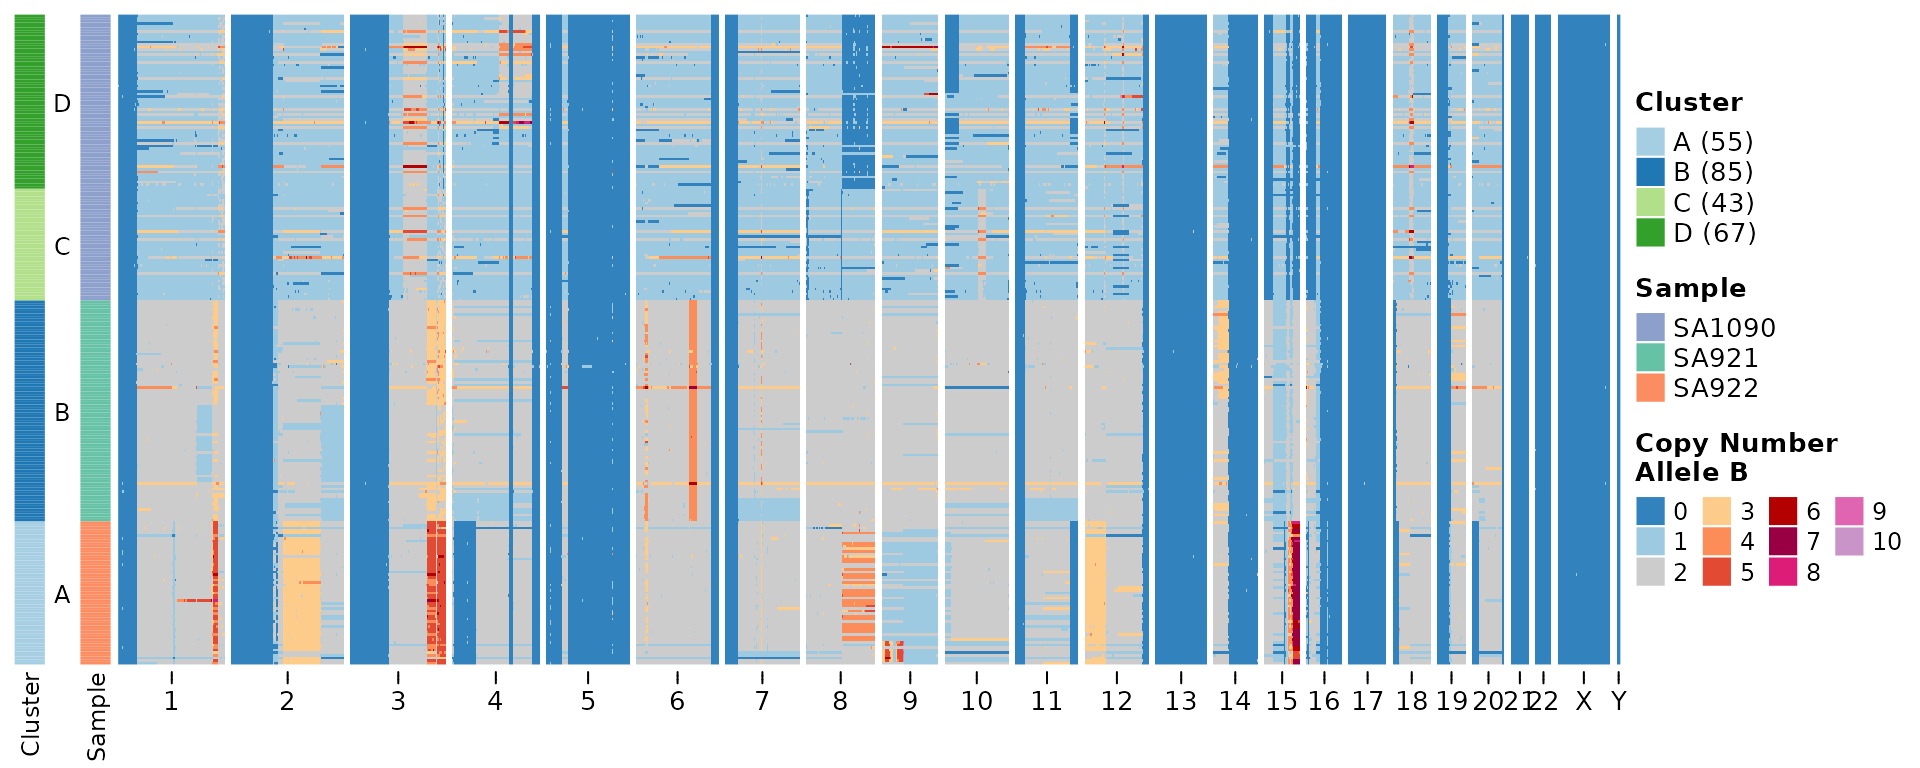 D
C
B
A
Cluster
Sample
1 2 3 4 5 6 7 8 9 10 11 12 13 14 15 16 17 18 19 20 21 22 X Y
Cluster
A (55)
B (85)
C (43)
D (67)
Sample
SA1090
SA921
SA922
Copy Number
Allele B
0 3 6 9
1 4 7 10
2 5 8